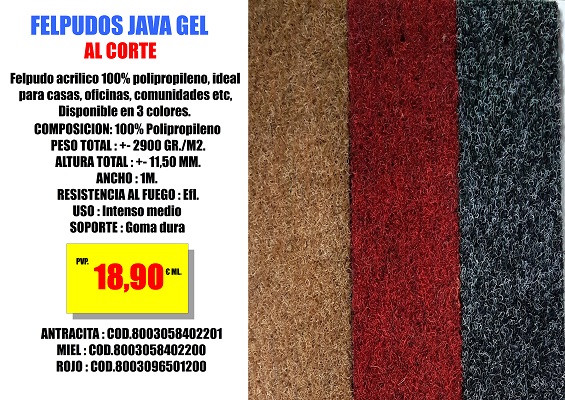 FELPUDOS JAVA GEL
AL CORTE
Felpudo acrilico 100% polipropileno, ideal
para casas, oficinas, comunidades etc,
Disponible en 3 colores.
COMPOSICION: 100% Polipropileno
PESO TOTAL : +- 2900 GR./M2.
ALTURA TOTAL : +- 11,50 MM.
ANCHO : 1M.
RESISTENCIA AL FUEGO : Efl.
USO : Intenso medio
SOPORTE : Goma dura
PVP. 18,90 € ML.
ANTRACITA : COD.8003058402201
MIEL : COD.8003058402200
ROJO : COD.8003096501200